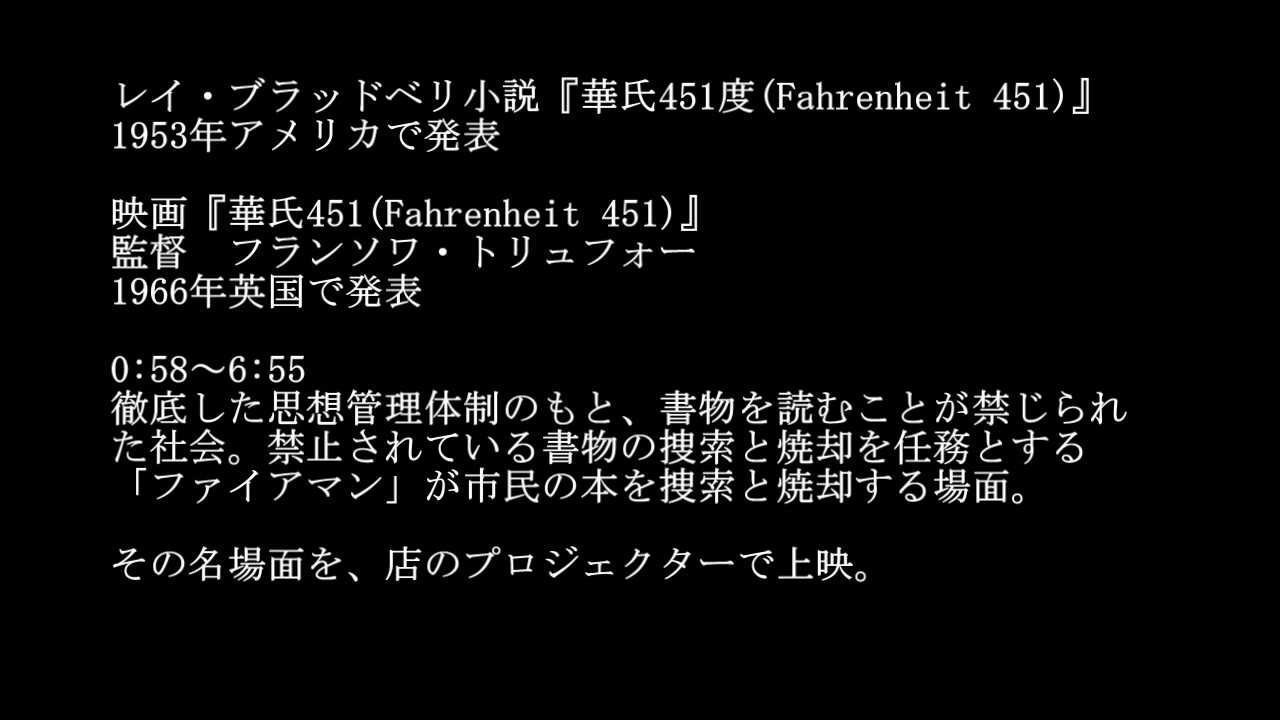 レイ・ブラッドベリ小説『華氏451度(Fahrenheit 451)』
1953年アメリカで発表
映画『華氏451(Fahrenheit 451)』
監督　フランソワ・トリュフォー
1966年英国で発表
0:58～6:55
徹底した思想管理体制のもと、書物を読むことが禁じられ
た社会。禁止されている書物の捜索と焼却を任務とする
「ファイアマン」が市民の本を捜索と焼却する場面。
その名場面を、店のプロジェクターで上映。